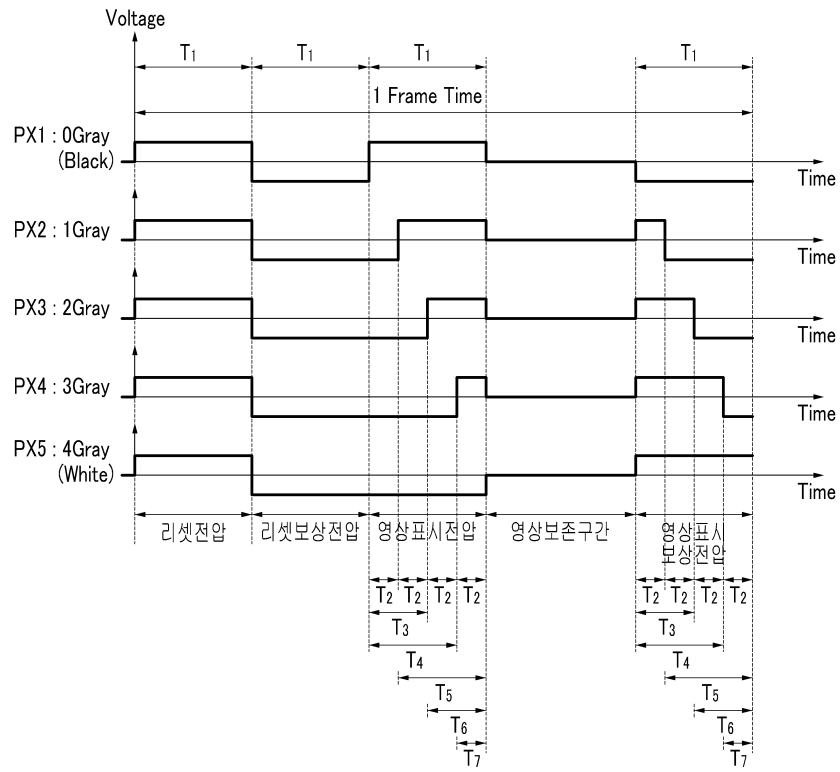 Voltage
T1 T1 T1 T1
1 Frame Time
PX1 : 0Gray
(Black)
Time
PX2 : 1Gray
Time
PX3 : 2Gray
Time
PX4 : 3Gray
Time
PX5 : 4Gray
(White)
Time
리셋전압 리셋보상전압 영상표시전압 영상보존구간 영상표시
보상전압
T2 T2 T2 T2 T2 T2 T2 T2
T3 T3
T4 T4
T5 T5
T6 T6
T7 T7